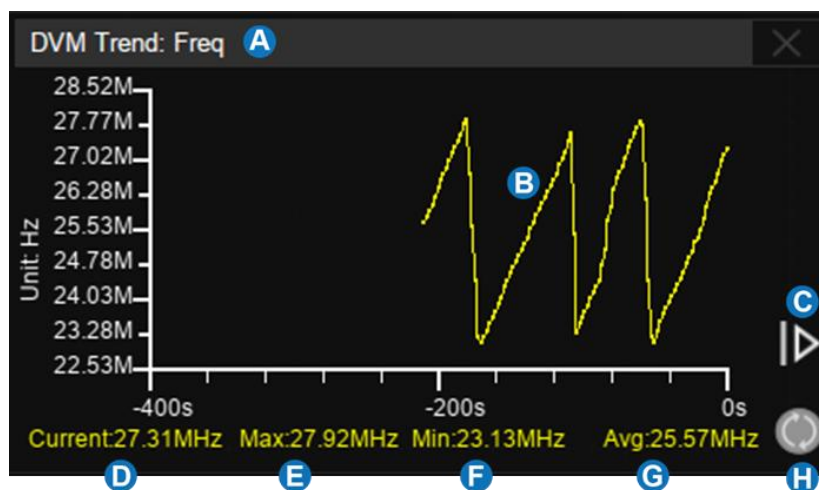 DVM Trend: Freq A
28.52M
27.77M
27.02M
B
26.28M
25.53M
Unit: Hz
24.78M
24.03M
C
23.28M
22.53M
-400s -200s 0s
Current:27.31MHz Max:27.92MHz Min:23.13MHz Avg:25.57MHz
D E F G H